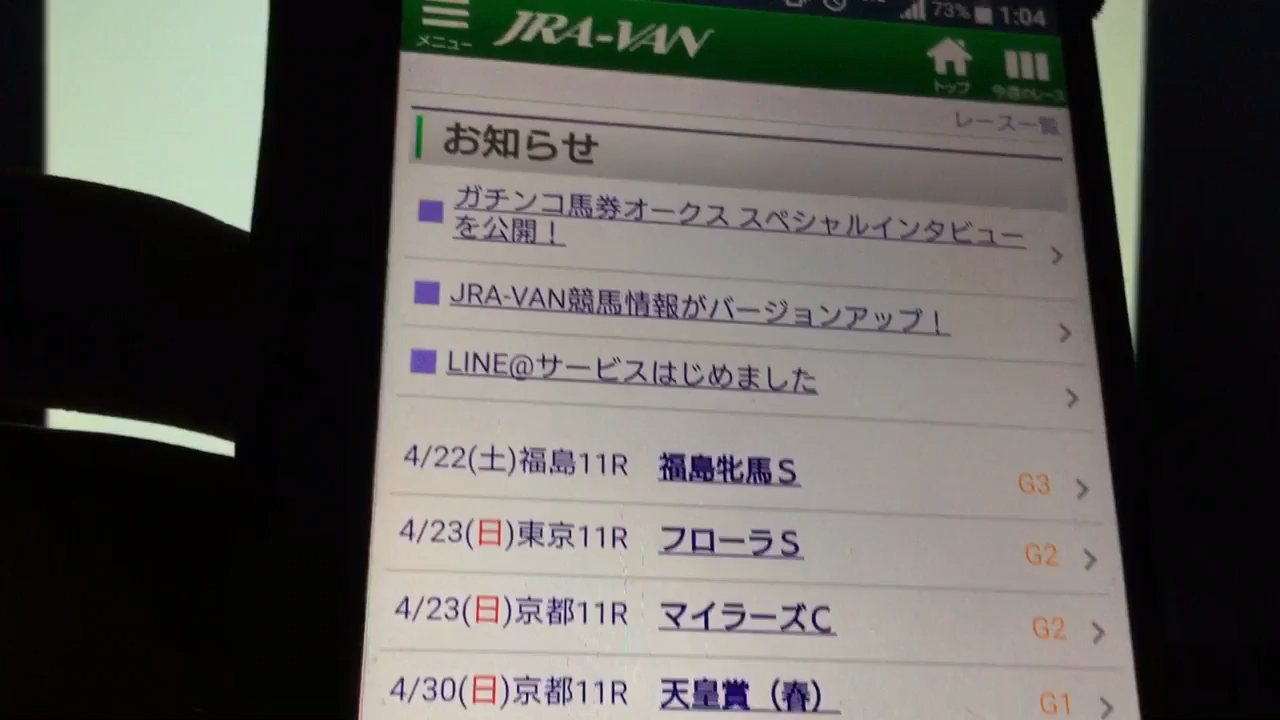 73% 1:04
メニュー JRA-VAN トップ 今週のレース
レース一覧
お知らせ
ガチンコ馬券オークス スペシャルインタビュー
を公開！
JRA-VAN競馬情報がバージョンアップ！
LINE@サービスはじめました
4/22(土)福島11R 福島牝馬S G3
4/23(日)東京11R フローラS G2
4/23(日)京都11R マイラーズC G2
4/30(日)京都11R 天皇賞（春） G1